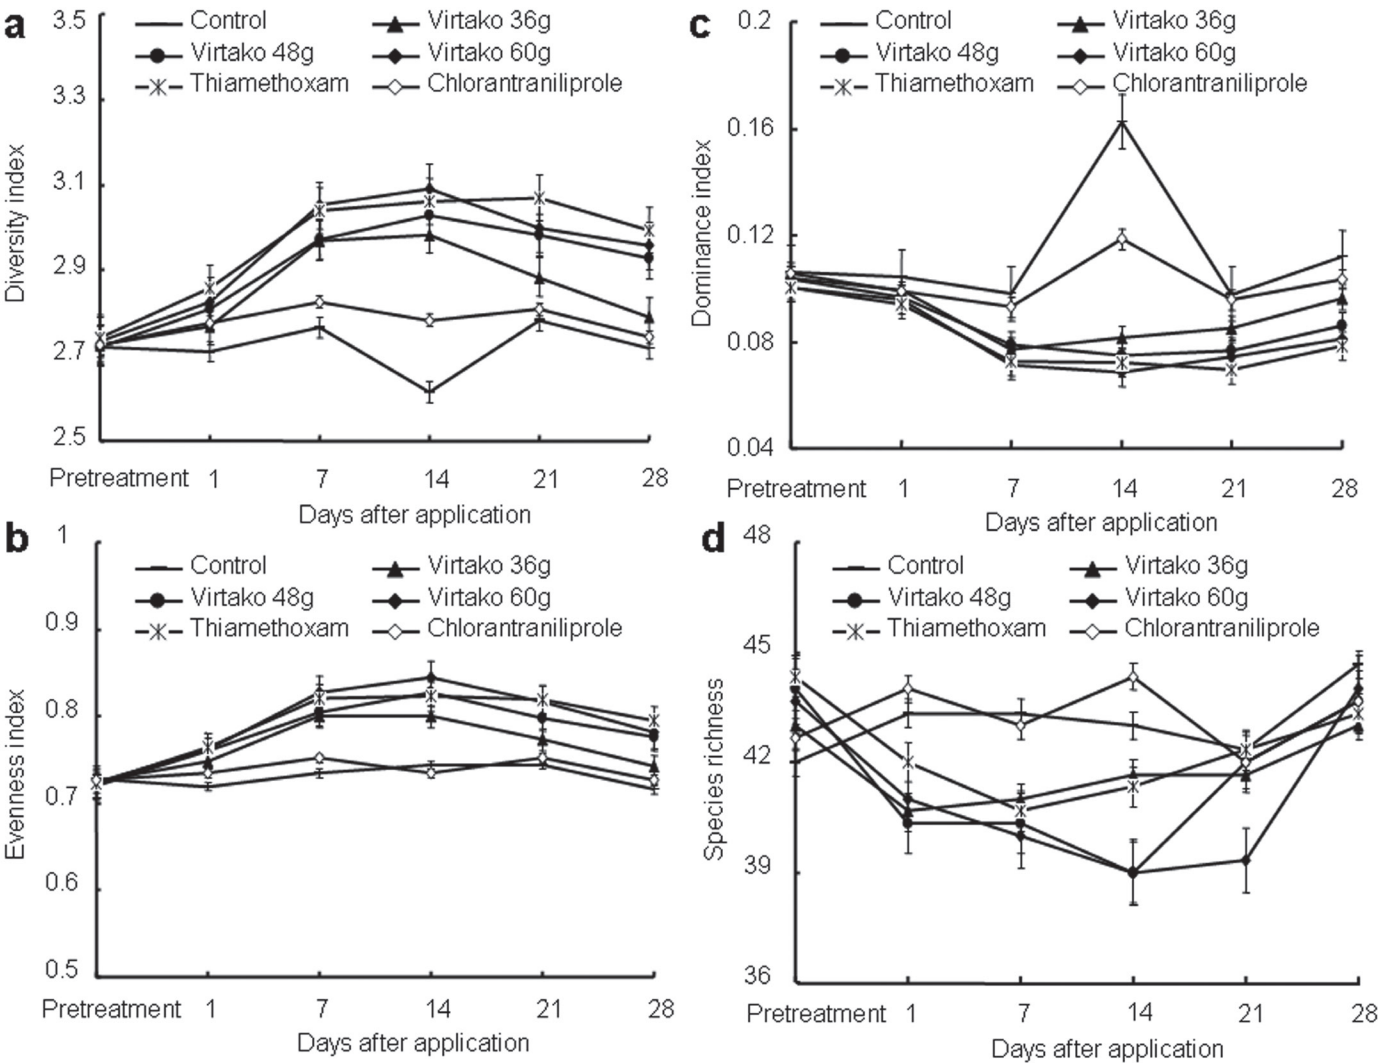 a
3.5
3.3
3.1
2.9
2.7
2.5
Diversity index
Control
Virtako 36g
Virtako 48g
Virtako 60g
Thiamethoxam
Chlorantraniliprole
Pretreatment 1 7 14 21 28
Days after application
c
0.2
0.16
0.12
0.08
0.04
Dominance index
Control
Virtako 36g
Virtako 48g
Virtako 60g
Thiamethoxam
Chlorantraniliprole
Pretreatment 1 7 14 21 28
Days after application
b
1
0.9
0.8
0.7
0.6
0.5
Evenness index
Control
Virtako 36g
Virtako 48g
Virtako 60g
Thiamethoxam
Chlorantraniliprole
Pretreatment 1 7 14 21 28
Days after application
d
48
45
42
39
36
Species richness
Control
Virtako 36g
Virtako 48g
Virtako 60g
Thiamethoxam
Chlorantraniliprole
Pretreatment 1 7 14 21 28
Days after application